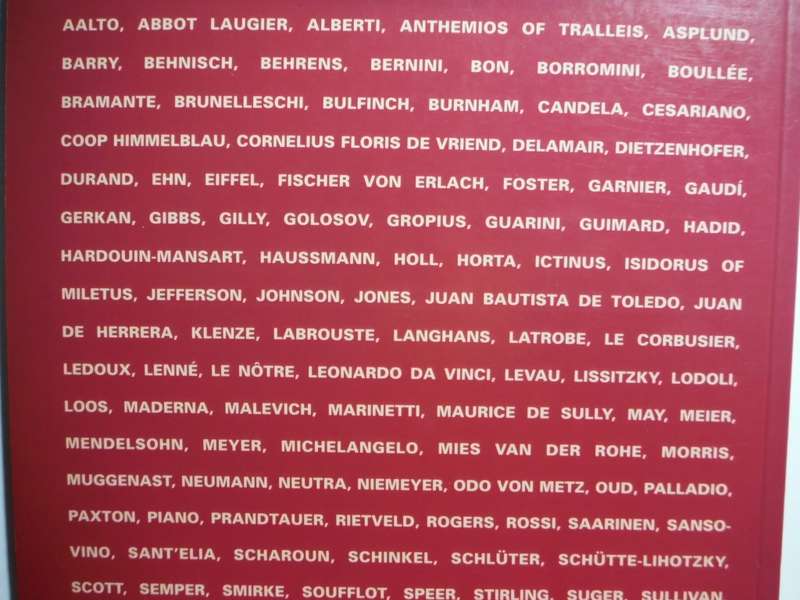 AALTO, ABBOT LAUGIER, ALBERTI, ANTHEMIOS OF TRALLEIS, ASPLUND,
BARRY, BEHNISCH, BEHRENS, BERNINI, BON, BORROMINI, BOULLÉE,
BRAMANTE, BRUNELLESCHI, BULFINCH, BURNHAM, CANDELA, CESARIANO,
COOP HIMMELBLAU, CORNELIUS FLORIS DE VRIEND, DELAMAIR, DIETZENHOFER,
DURAND, EHN, EIFFEL, FISCHER VON ERLACH, FOSTER, GARNIER, GAUDÍ,
GERKAN, GIBBS, GILLY, GOLOSOV, GROPIUS, GUARINI, GUIMARD, HADID,
HARDOUIN-MANSART, HAUSSMANN, HOLL, HORTA, ICTINUS, ISIDORUS OF
MILETUS, JEFFERSON, JOHNSON, JONES, JUAN BAUTISTA DE TOLEDO, JUAN
DE HERRERA, KLENZE, LABROUSTE, LANGHANS, LATROBE, LE CORBUSIER,
LEDOUX, LENNÉ, LE NÔTRE, LEONARDO DA VINCI, LEVAU, LISSITZKY, LODOLI,
LOOS, MADERNA, MALEVICH, MARINETTI, MAURICE DE SULLY, MAY, MEIER,
MENDELSOHN, MEYER, MICHELANGELO, MIES VAN DER ROHE, MORRIS,
MUGGENAST, NEUMANN, NEUTRA, NIEMEYER, ODO VON METZ, OUD, PALLADIO,
PAXTON, PIANO, PRANDTAUER, RIETVELD, ROGERS, ROSSI, SAARINEN, SANSO-
VINO, SANT'ELIA, SCHAROUN, SCHINKEL, SCHLÜTER, SCHÜTTE-LIHOTZKY,
SCOTT, SEMPER, SMIRKE, SOUFFLOT, SPEER, STIRLING, SUGER, SULLIVAN,